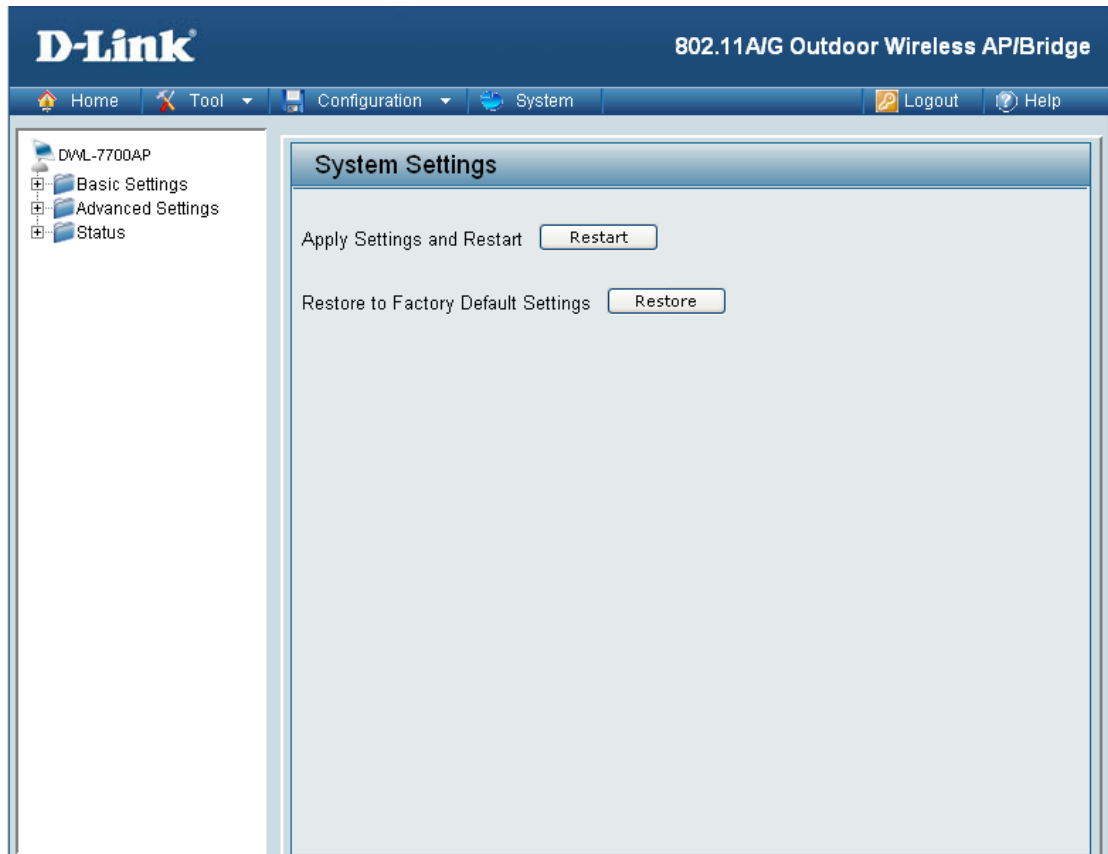 D-Link
802.11A/G Outdoor Wireless AP/Bridge
Home Tool Configuration System Logout Help
DWL-7700AP
Basic Settings
Advanced Settings
Status
System Settings
Apply Settings and Restart Restart
Restore to Factory Default Settings Restore